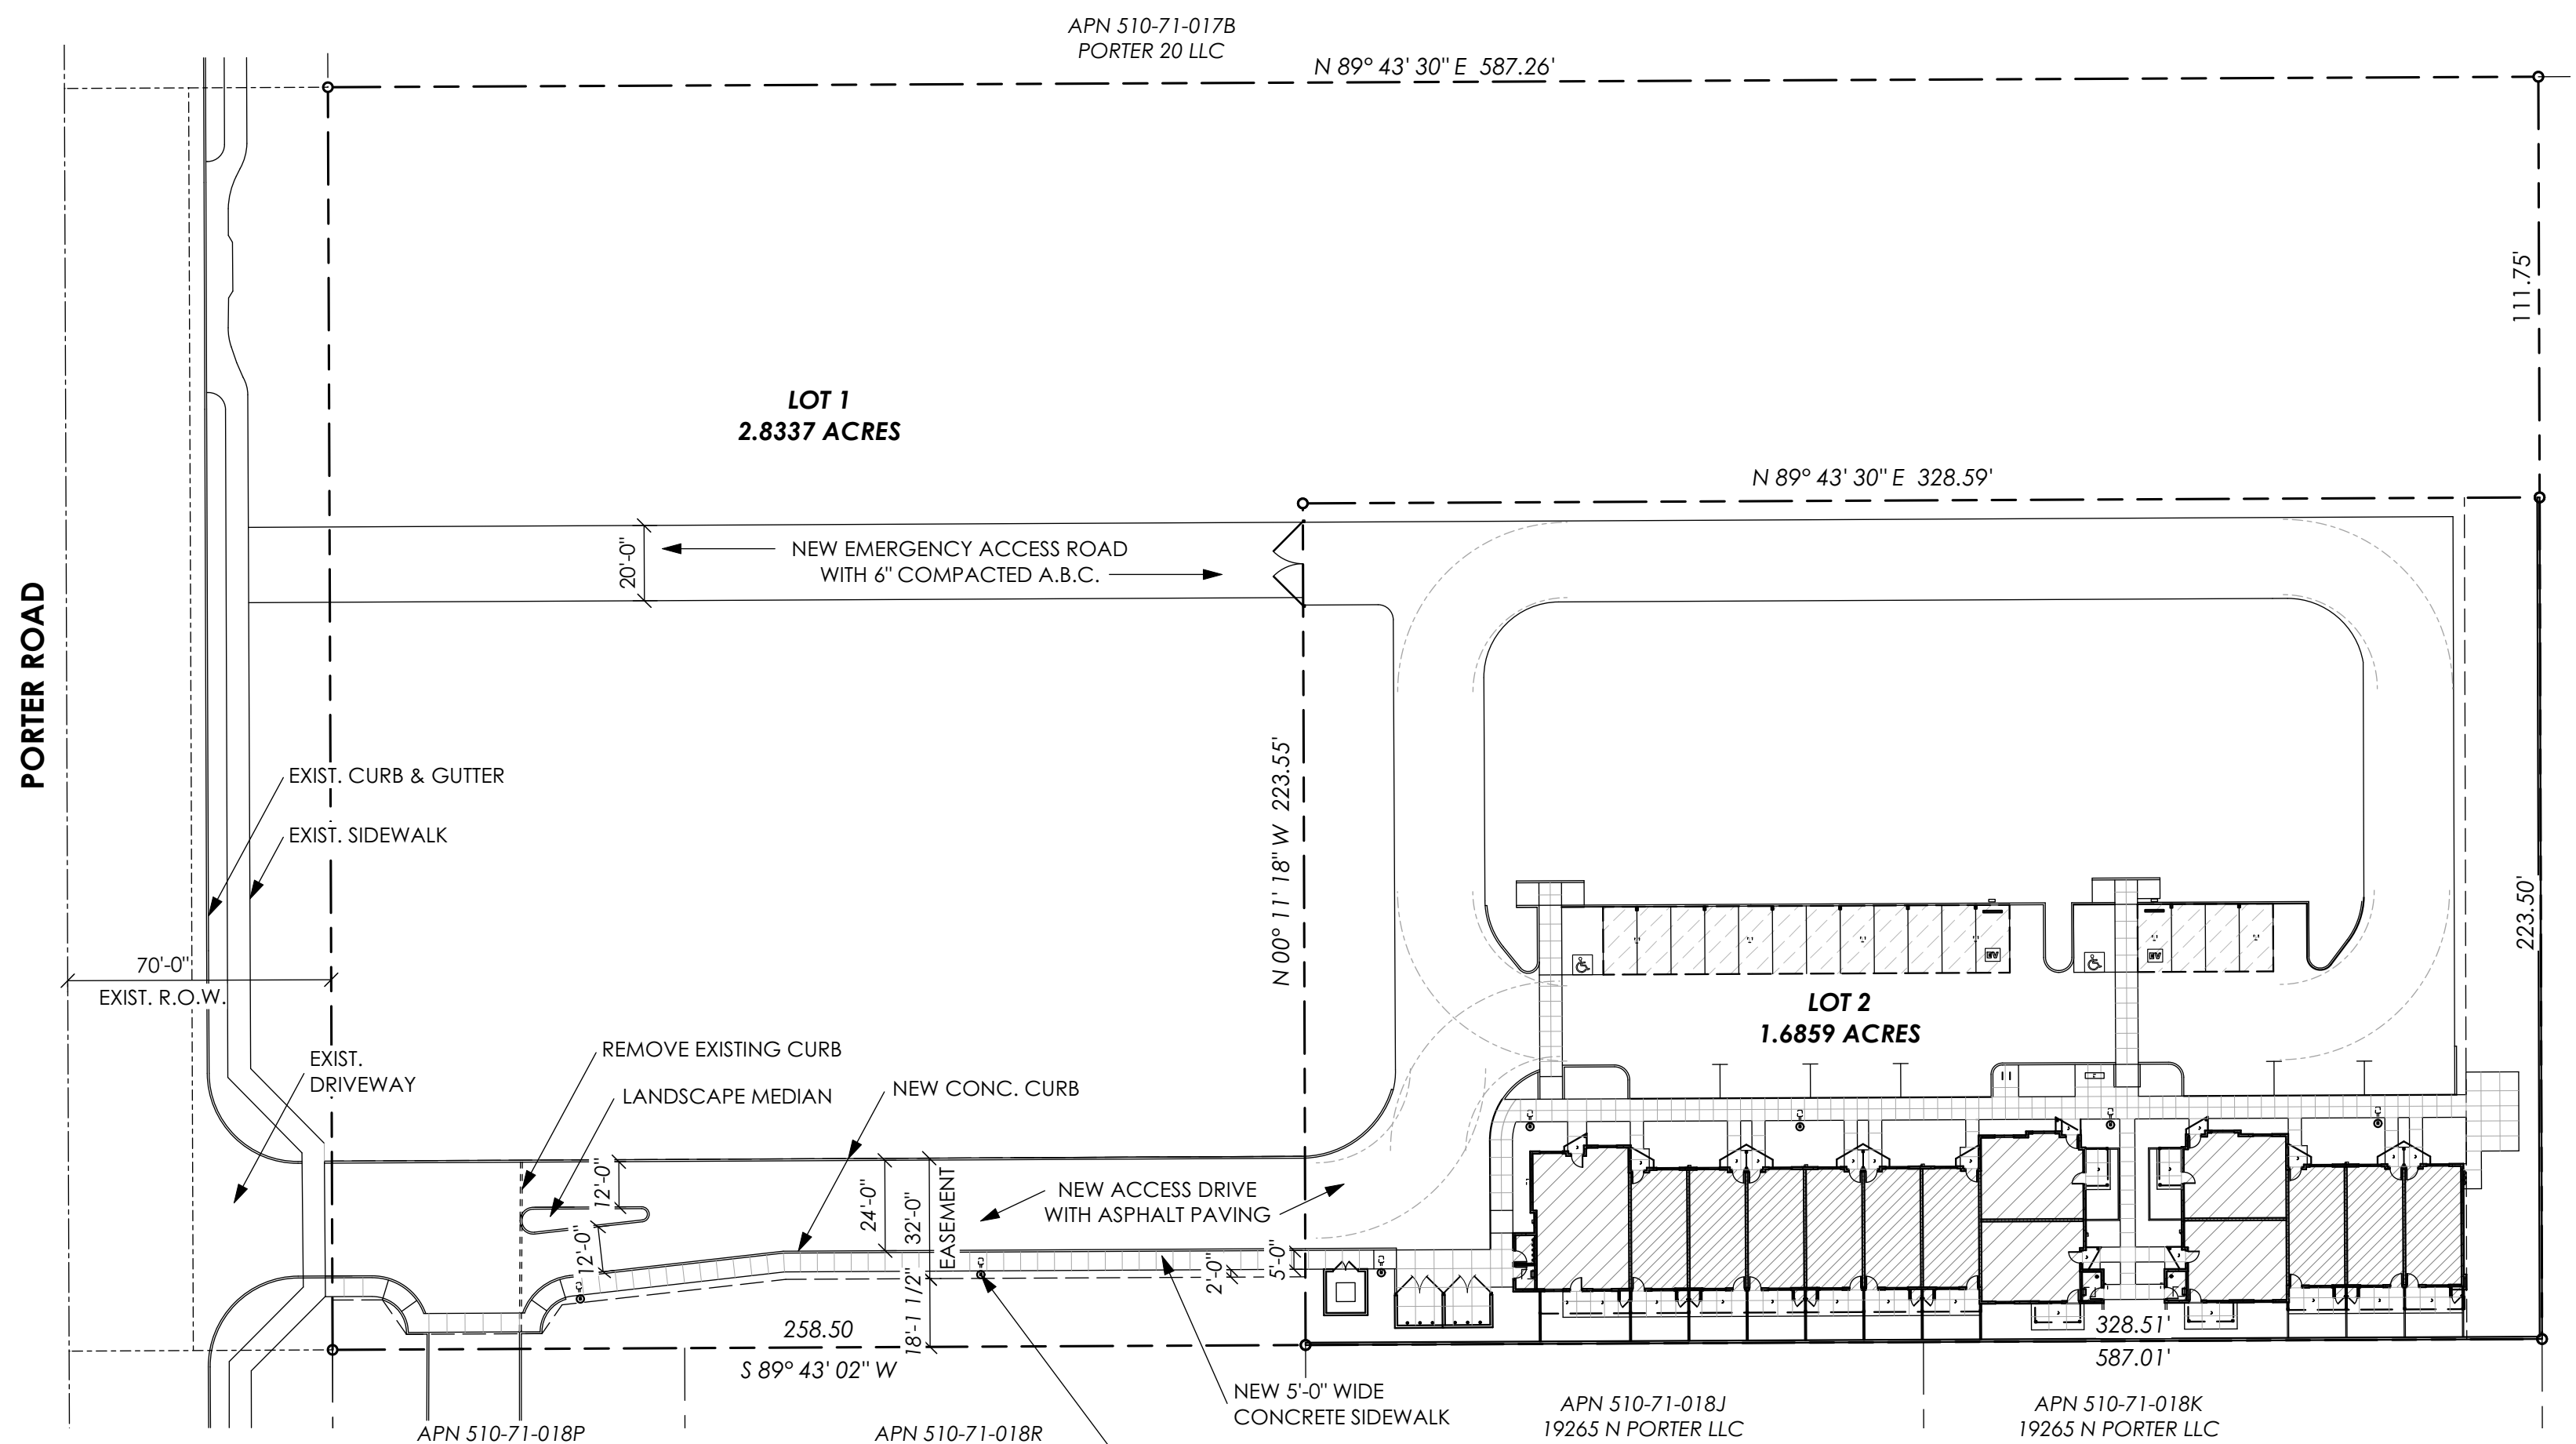 APN 510-71-017B
PORTER 20 LLC
N 89° 43' 30" E 587.26'
111.75'
LOT 1
2.8337 ACRES
N 89° 43' 30" E 328.59'
20'-0"
NEW EMERGENCY ACCESS ROAD
WITH 6" COMPACTED A.B.C.
PORTER ROAD
EXIST. CURB & GUTTER
EXIST. SIDEWALK
N 00° 11' 18" W 223.55'
223.50'
70'-0"
EXIST. R.O.W.
EV
EV
LOT 2
1.6859 ACRES
EXIST.
DRIVEWAY
REMOVE EXISTING CURB
LANDSCAPE MEDIAN
NEW CONC. CURB
12'-0"
12'-0"
24'-0"
32'-0"
EASEMENT
NEW ACCESS DRIVE
WITH ASPHALT PAVING
2'-0"
5'-0"
18'-1 1/2"
258.50
S 89° 43' 02" W
328.51'
587.01'
NEW 5'-0" WIDE
CONCRETE SIDEWALK
APN 510-71-018P
APN 510-71-018R
APN 510-71-018J
19265 N PORTER LLC
APN 510-71-018K
19265 N PORTER LLC